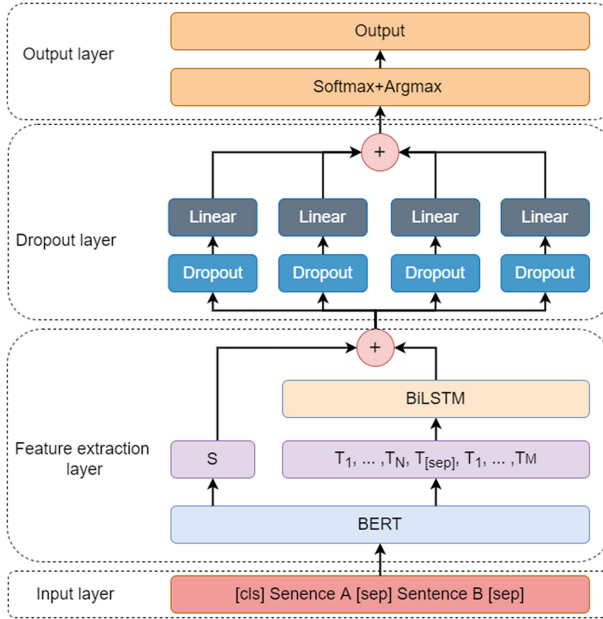 Output layer
Output
Softmax+Argmax
+
Dropout layer
Linear Linear Linear Linear
Dropout Dropout Dropout Dropout
+
BiLSTM
Feature extraction
layer
S
T1, ... ,TN, T[sep], T1, ... ,TM
BERT
Input layer
[cls] Senence A [sep] Sentence B [sep]